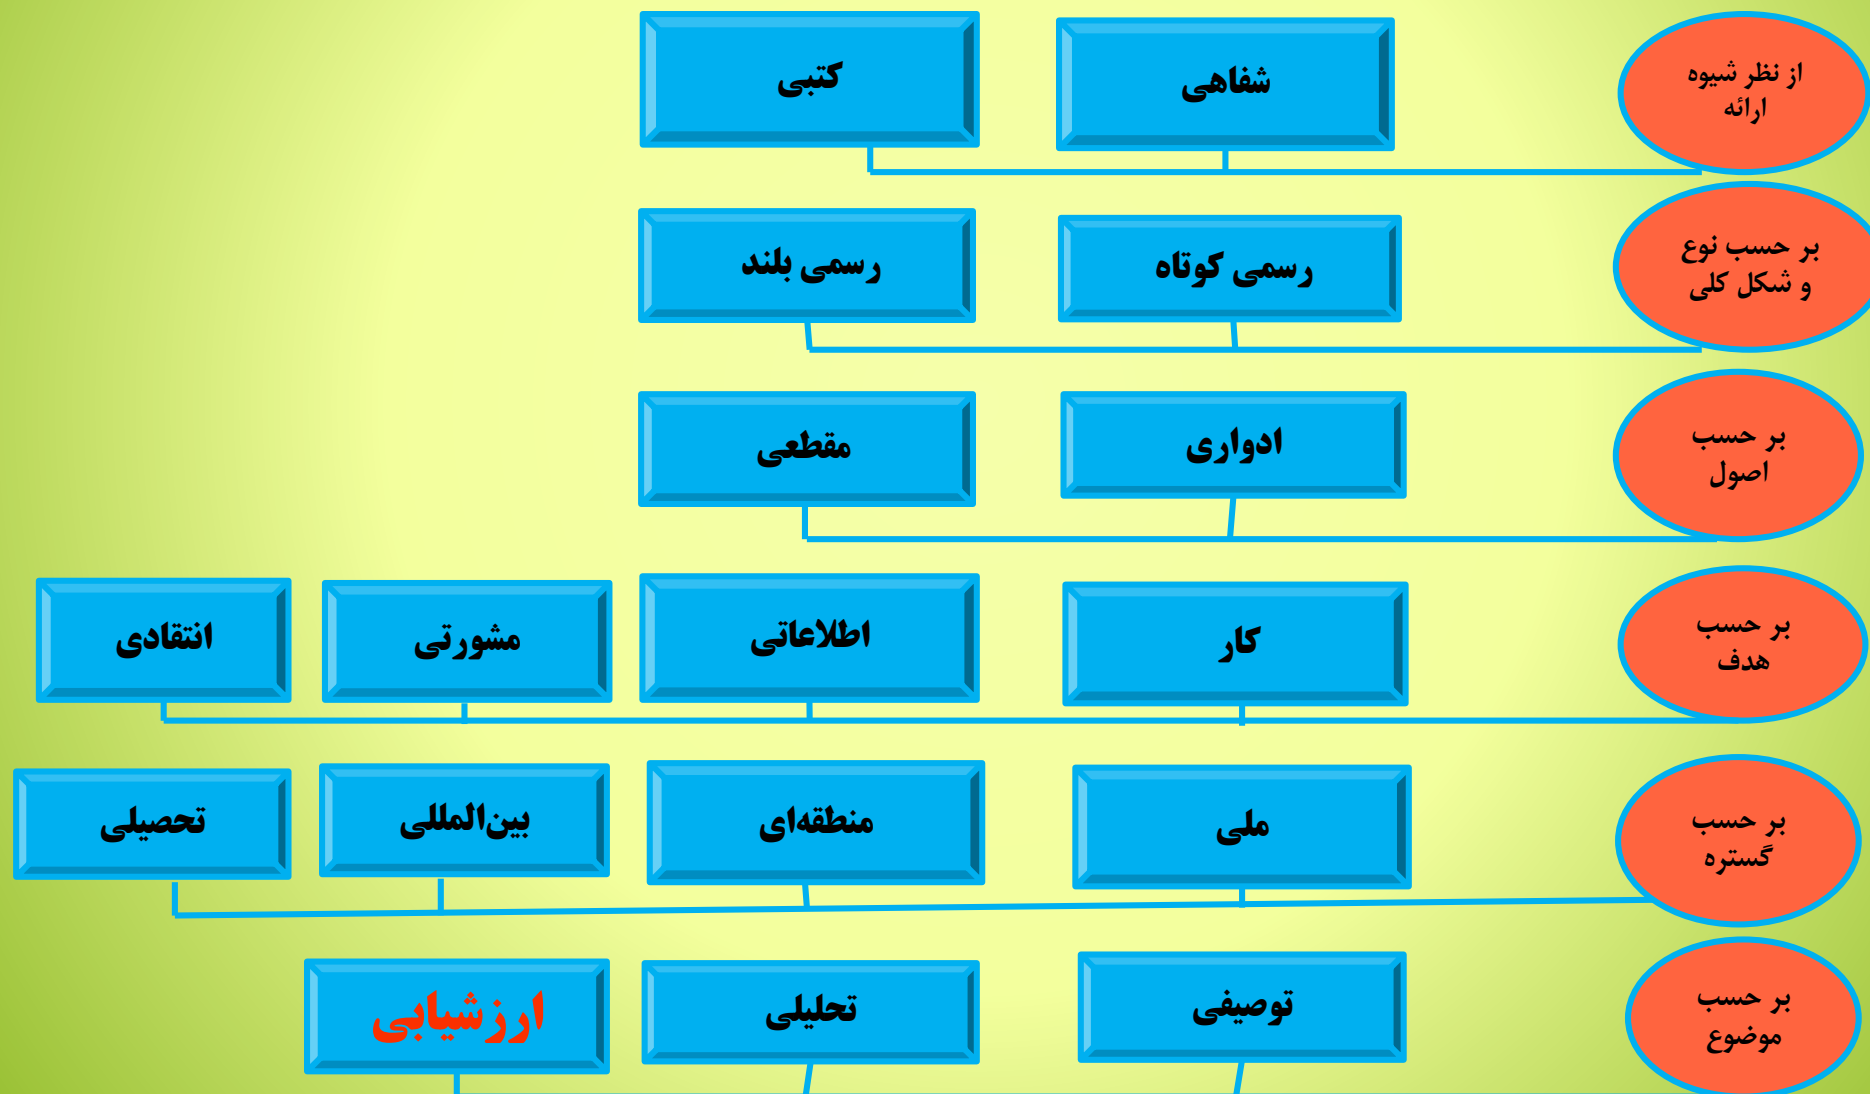 از نظر شیوه
ارائه
شفاهی
کتبی
بر حسب نوع
و شکل کلی
رسمی کوتاه
رسمی بلند
بر حسب
اصول
ادواری
مقطعی
بر حسب
هدف
کار
اطلاعاتی
مشورتی
انتقادی
بر حسب
گستره
ملی
منطقه‌ای
بین‌المللی
تحصیلی
بر حسب
موضوع
توصیفی
تحلیلی
ارزشیابی